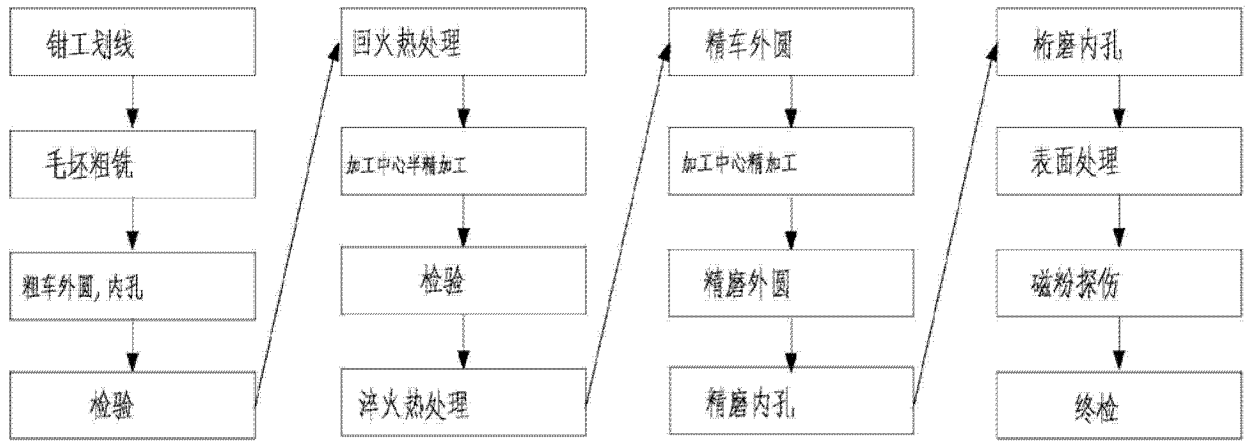 钳工划线
毛坯粗铣
粗车外圆,内孔
检验
回火热处理
加工中心半精加工
检验
淬火热处理
精车外圆
加工中心精加工
精磨外圆
精磨内孔
桁磨内孔
表面处理
磁粉探伤
终检